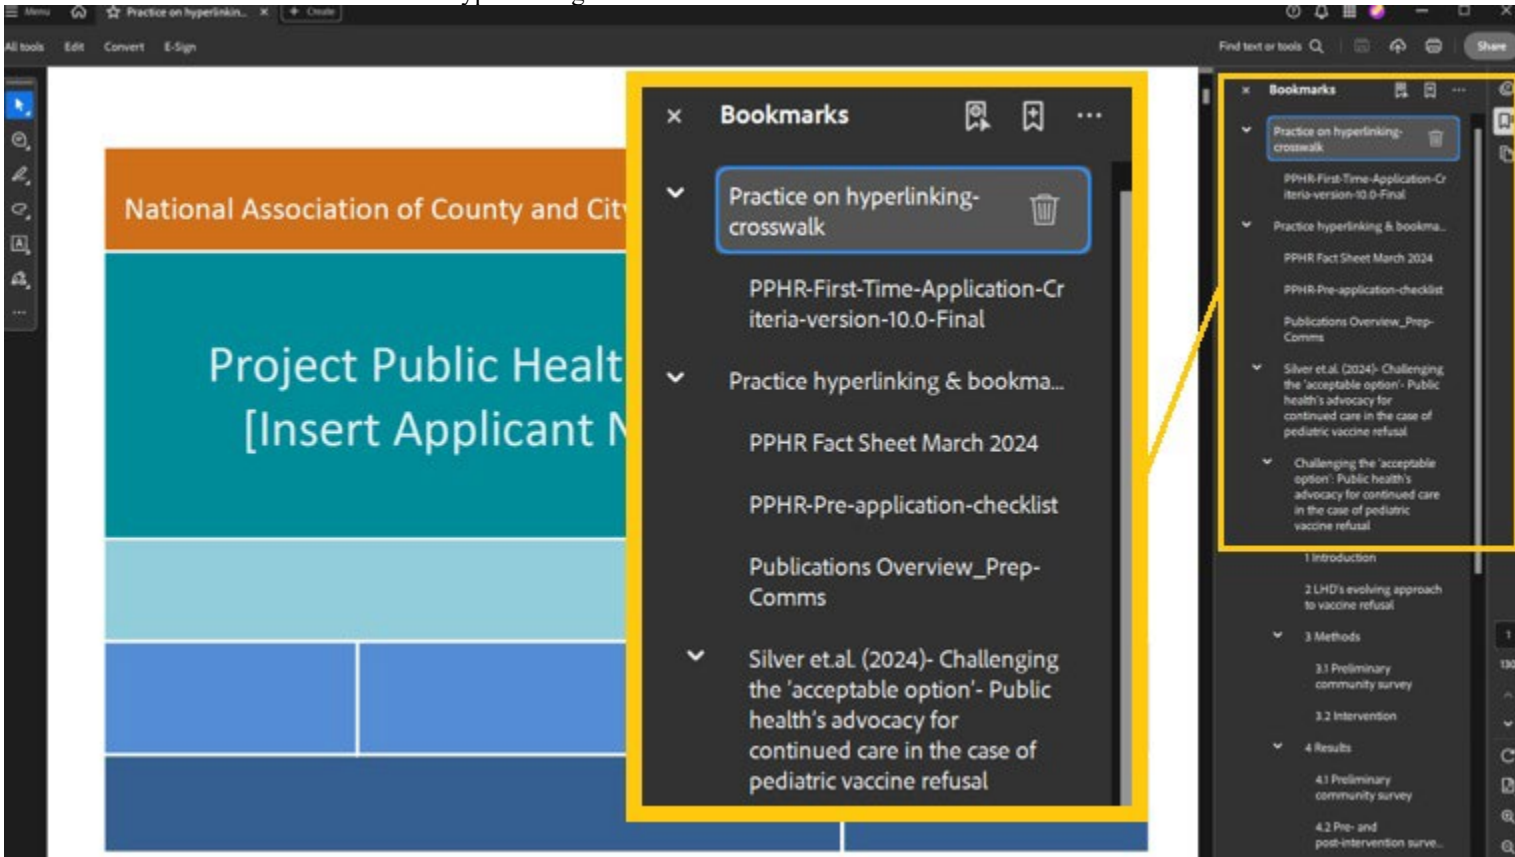 Menu
Practice on hyperlinkin... ×
+ Create
All tools Edit Convert E-Sign
Find text or tools
Share
National Association of County and Cit
Project Public Healt
[Insert Applicant N
× Bookmarks ...
Practice on hyperlinking-
crosswalk
PPHR-First-Time-Application-Cr
iteria-version-10.0-Final
Practice hyperlinking & bookma...
PPHR Fact Sheet March 2024
PPHR-Pre-application-checklist
Publications Overview_Prep-
Comms
Silver et.al. (2024)- Challenging
the 'acceptable option'- Public
health's advocacy for
continued care in the case of
pediatric vaccine refusal
× Bookmarks ...
Practice on hyperlinking-
crosswalk
PPHR-First-Time-Application-Cr
iteria-version-10.0-Final
Practice hyperlinking & bookma...
PPHR Fact Sheet March 2024
PPHR-Pre-application-checklist
Publications Overview_Prep-
Comms
Silver et.al. (2024)- Challenging
the 'acceptable option'- Public
health's advocacy for
continued care in the case of
pediatric vaccine refusal
Challenging the 'acceptable
option': Public health's
advocacy for continued care
in the case of pediatric
vaccine refusal
1 Introduction
2 LHD's evolving approach
to vaccine refusal
3 Methods
3.1 Preliminary
community survey
3.2 Intervention
4 Results
4.1 Preliminary
community survey
4.2 Pre- and
post-intervention surve...
1
130